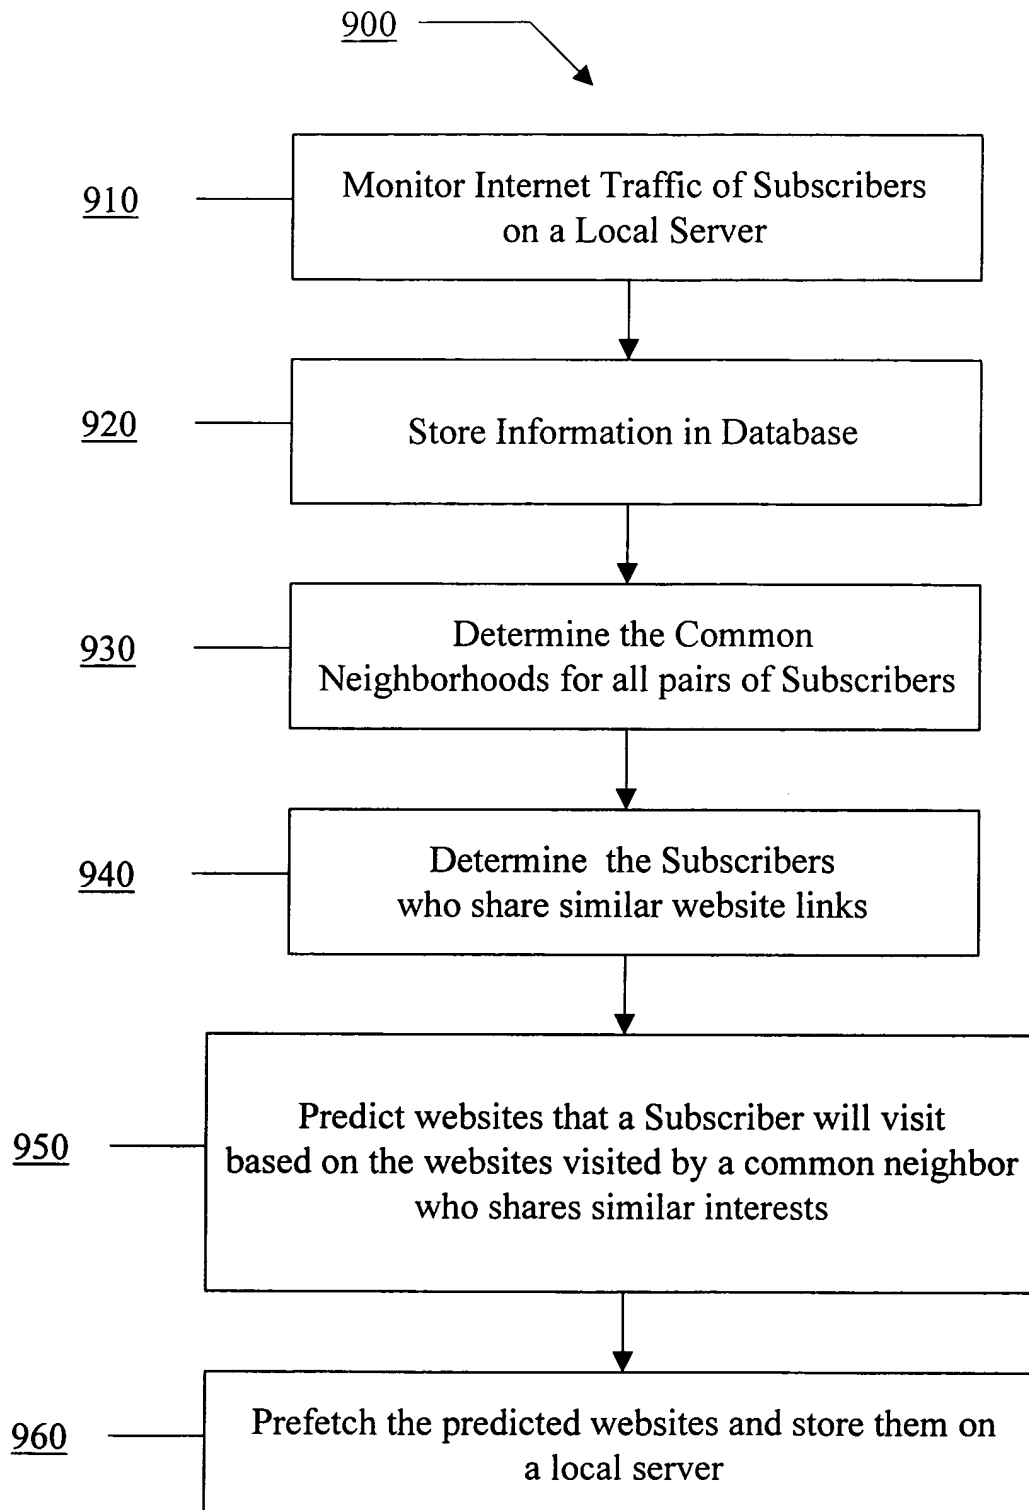 900
910
Monitor Internet Traffic of Subscribers
on a Local Server
920
Store Information in Database
930
Determine the Common
Neighborhoods for all pairs of Subscribers
940
Determine the Subscribers
who share similar website links
950
Predict websites that a Subscriber will visit
based on the websites visited by a common neighbor
who shares similar interests
960
Prefetch the predicted websites and store them on
a local server